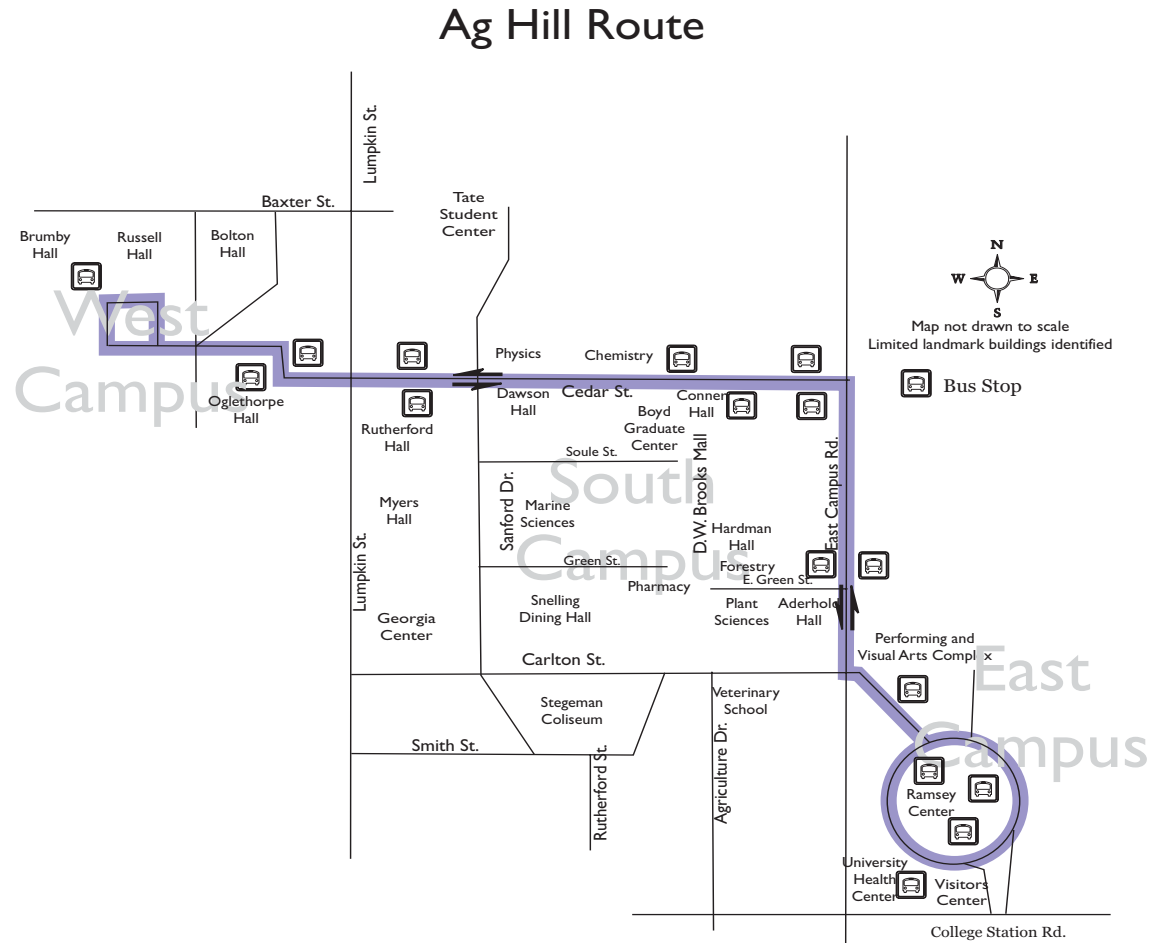 Ag Hill Route
Lumpkin St.
Baxter St.
Tate
Student
Center
Brumby
Hall
Russell
Hall
Bolton
Hall
N
W
E
S
Map not drawn to scale
Limited landmark buildings identified
Bus Stop
West
Campus
Oglethorpe
Hall
Physics
Chemistry
Cedar St.
Dawson
Hall
Conner
Hall
Boyd
Graduate
Center
Rutherford
Hall
Soule St.
South
Campus
D.W. Brooks Mall
East Campus Rd.
Sanford Dr.
Myers
Hall
Marine
Sciences
Hardman
Hall
Lumpkin St.
Green St.
Forestry
E. Green St.
Pharmacy
Snelling
Dining Hall
Plant
Sciences
Aderhold
Hall
Georgia
Center
Performing and
Visual Arts Complex
Carlton St.
East
Campus
Stegeman
Coliseum
Veterinary
School
Smith St.
Rutherford St.
Agriculture Dr.
Ramsey
Center
University
Health
Center
Visitors
Center
College Station Rd.